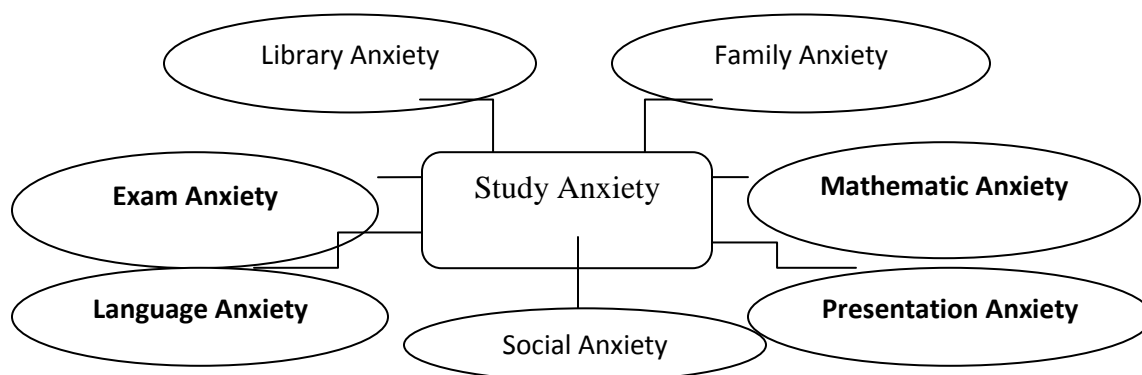 Library Anxiety
Family Anxiety
Study Anxiety
Exam Anxiety
Mathematic Anxiety
Language Anxiety
Presentation Anxiety
Social Anxiety